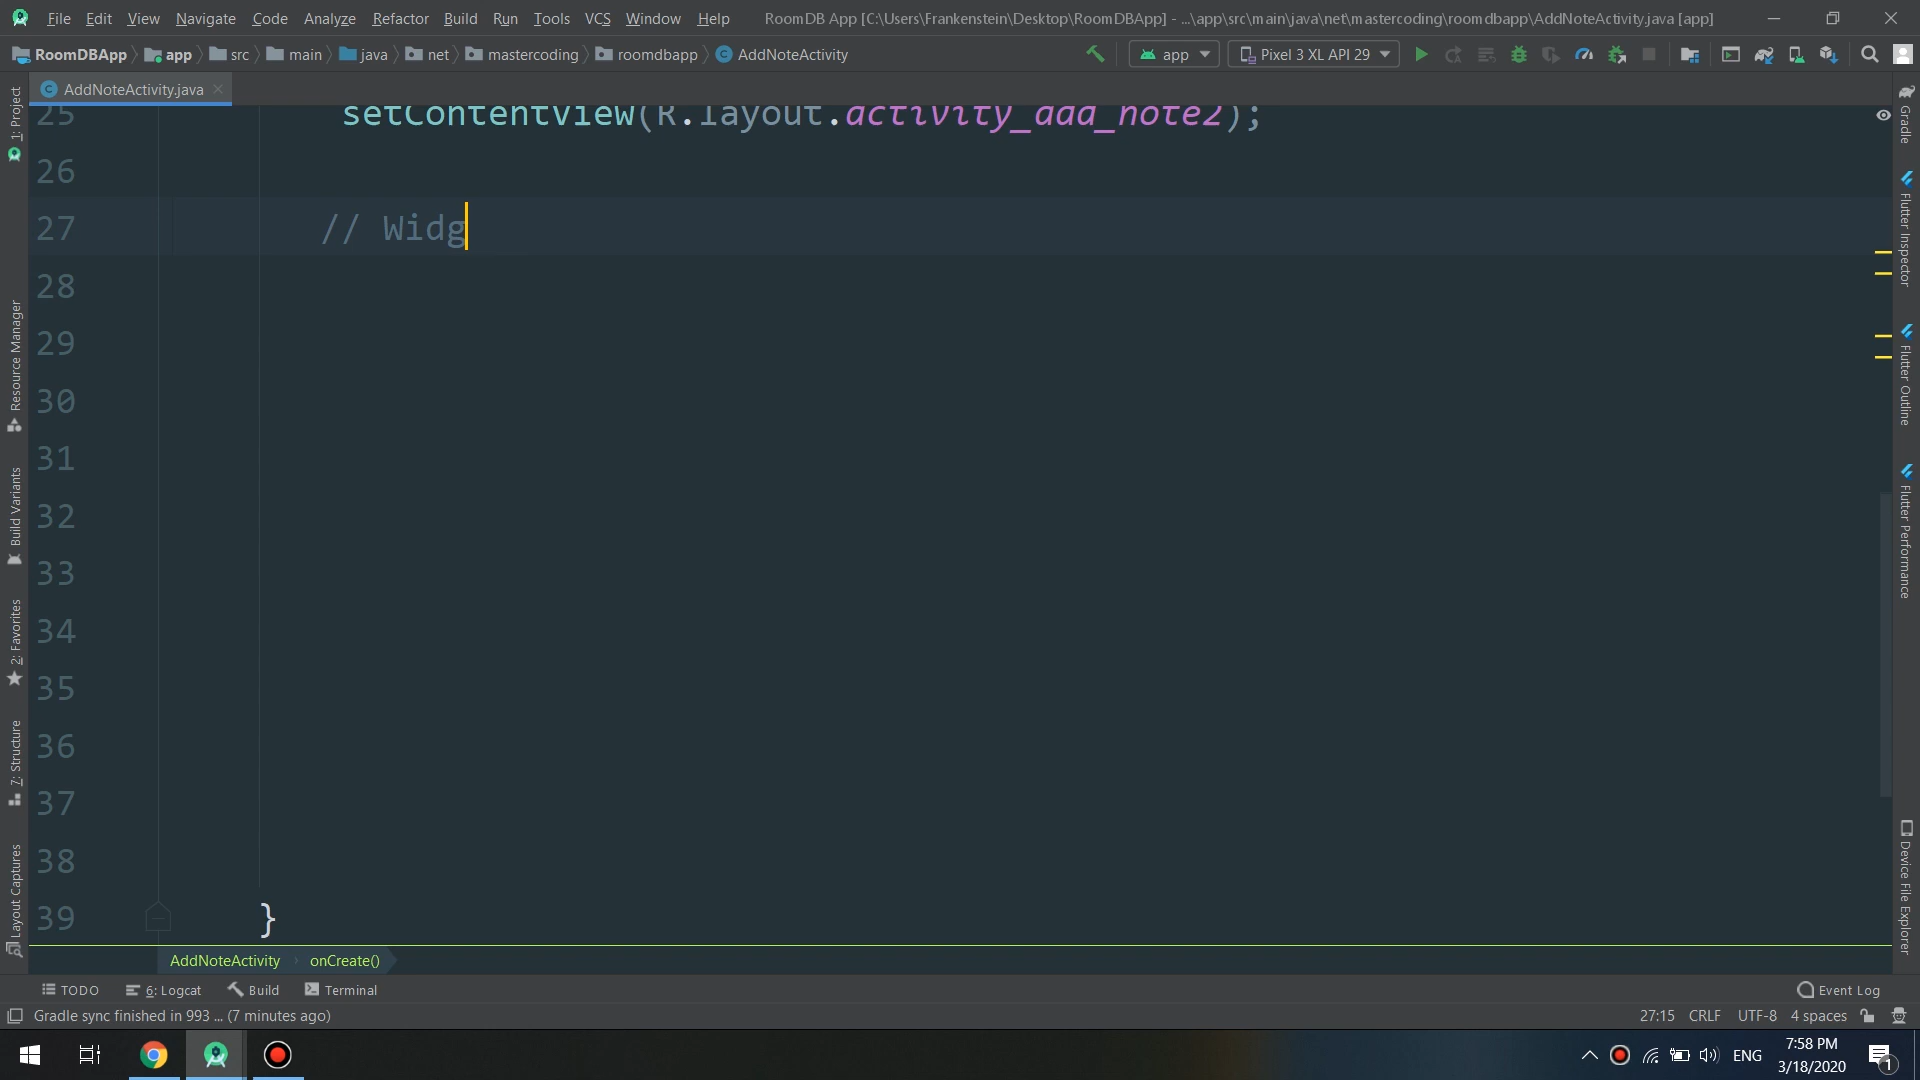 File Edit View Navigate Code Analyze Refactor Build Run Tools VCS Window Help RoomDB App [C:\Users\Frankenstein\Desktop\RoomDBApp] - ...\app\src\main\java\net\mastercoding\roomdbapp\AddNoteActivity.java [app]
RoomDBApp app src main java net mastercoding roomdbapp AddNoteActivity app Pixel 3 XL API 29
AddNoteActivity.java
25 setContentView(R.layout.activity_add_note2);
26
27 // Widg
28
29
30
31
32
33
34
35
36
37
38
39 }
1: Project
Resource Manager
Build Variants
2: Favorites
7: Structure
Layout Captures
Gradle
Flutter Inspector
Flutter Outline
Flutter Performance
Device File Explorer
AddNoteActivity onCreate()
TODO 6: Logcat Build Terminal Event Log
Gradle sync finished in 993 ... (7 minutes ago) 27:15 CRLF UTF-8 4 spaces
ENG 7:58 PM
3/18/2020 1